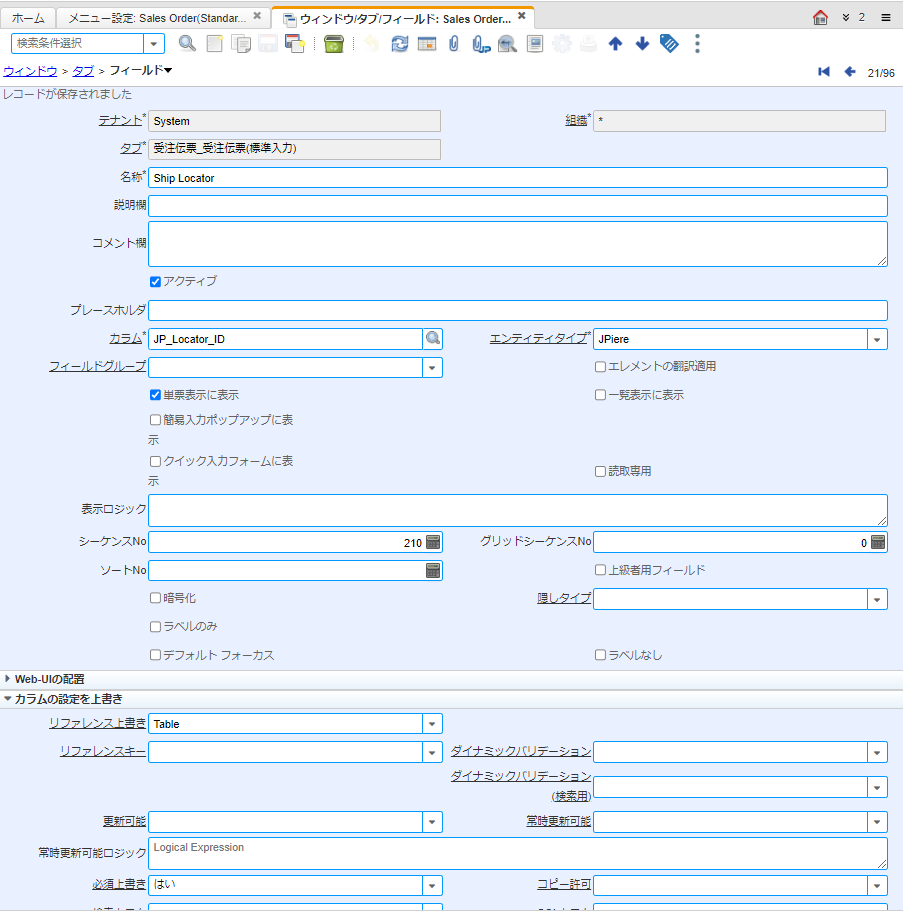 ホーム メニュー設定: Sales Order(Standar... ウィンドウ/タブ/フィールド: Sales Order... 2
検索条件選択
ウィンドウ > タブ > フィールド 21/96
レコードが保存されました
テナント* System 組織* *
タブ* 受注伝票_受注伝票(標準入力)
名称* Ship Locator
説明欄
コメント欄
アクティブ
プレースホルダ
カラム* JP_Locator_ID エンティティタイプ* JPiere
フィールドグループ エレメントの翻訳適用
単票表示に表示 一覧表示に表示
簡易入力ポップアップに表
示
クイック入力フォームに表
示 読取専用
表示ロジック
シーケンスNo 210 グリッドシーケンスNo 0
ソートNo 上級者用フィールド
暗号化 隠しタイプ
ラベルのみ
デフォルト フォーカス ラベルなし
Web-UIの配置
カラムの設定を上書き
リファレンス上書き Table
リファレンスキー ダイナミックバリデーション
ダイナミックバリデーション
(検索用)
更新可能 常時更新可能
常時更新可能ロジック Logical Expression
必須上書き はい コピー許可